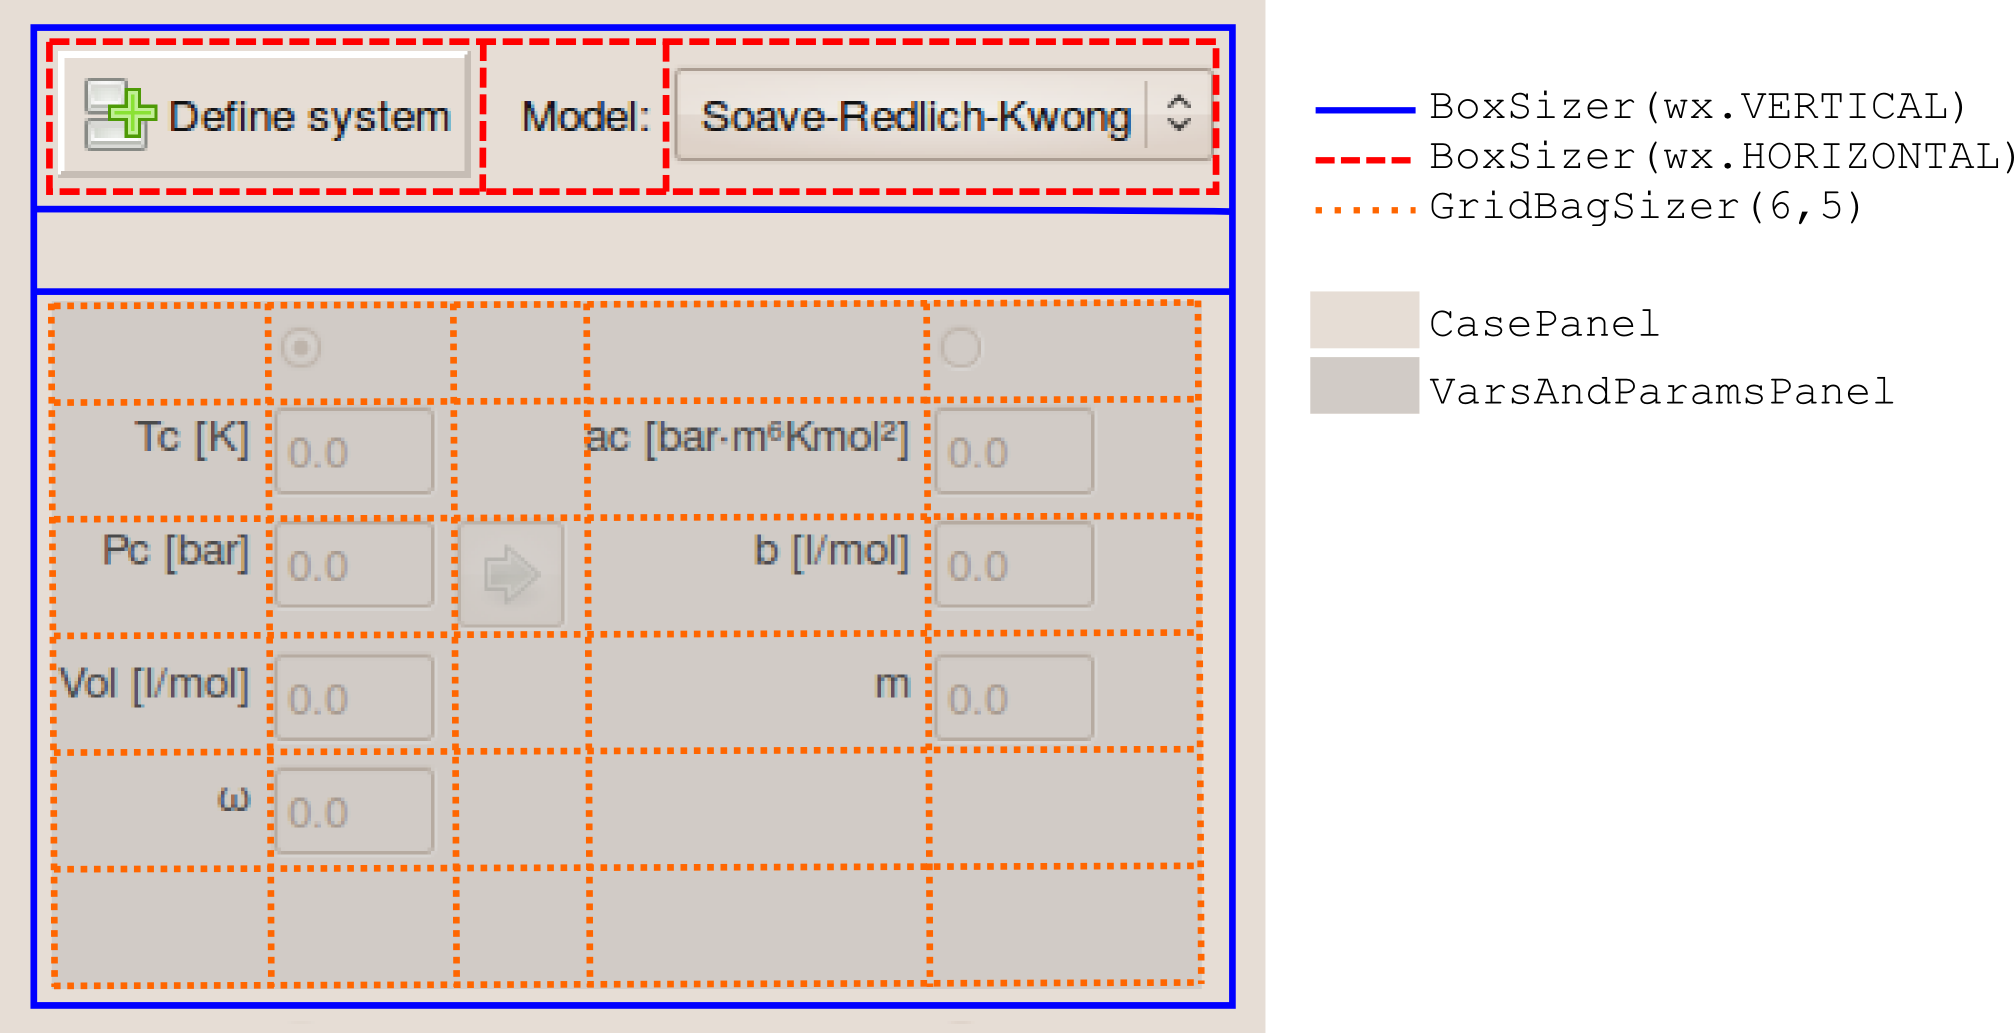 Define system Model: Soave-Redlich-Kwong
Tc [K] 0.0 ac [bar·m⁶Kmol²] 0.0
Pc [bar] 0.0 b [l/mol] 0.0
Vol [l/mol] 0.0 m 0.0
ω 0.0
BoxSizer(wx.VERTICAL)
BoxSizer(wx.HORIZONTAL)
GridBagSizer(6,5)
CasePanel
VarsAndParamsPanel